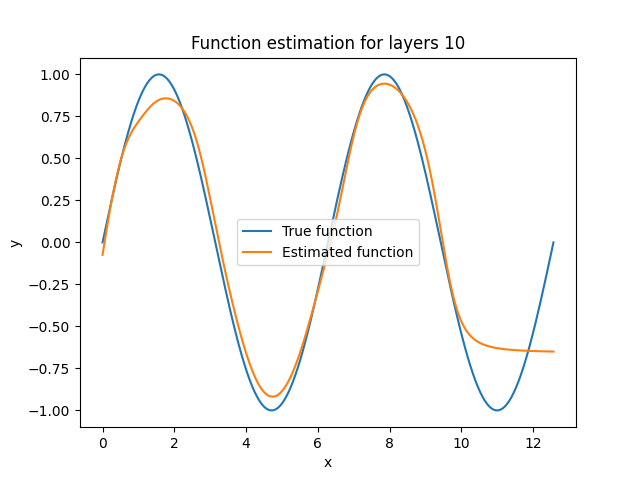 Function estimation for layers 10
1.00
0.75
0.50
0.25
0.00
−0.25
−0.50
−0.75
−1.00
y
True function
Estimated function
0 2 4 6 8 10 12
x